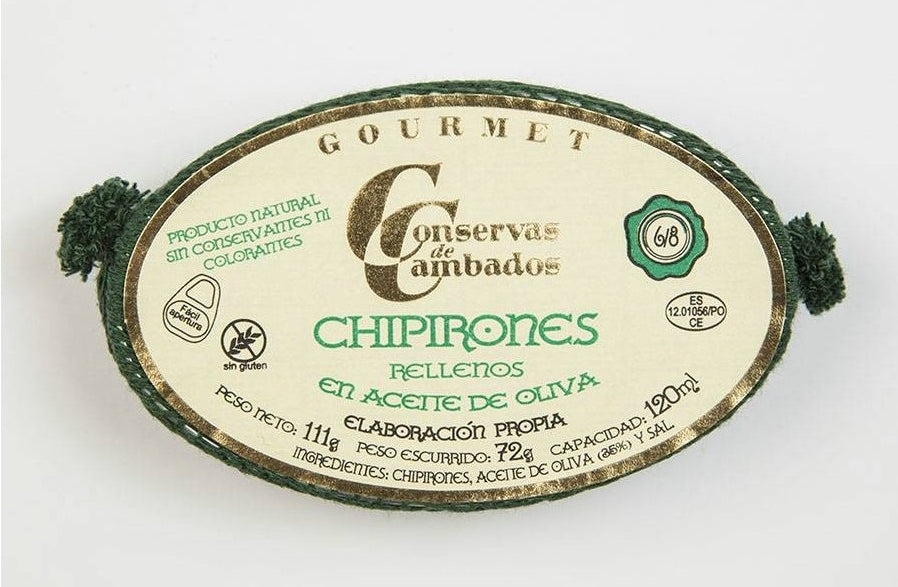 GOURMET
Conservas
de
Cambados
PRODUCTO NATURAL
SIN CONSERVANTES NI
COLORANTES
6/8
Fácil
apertura
sin gluten
ES
12.01056/PO
CE
CHIPIRONES
RELLENOS
EN ACEITE DE OLIVA
ELABORACIÓN PROPIA
PESO NETO: 111g PESO ESCURRIDO: 72g CAPACIDAD: 120ml
INGREDIENTES: CHIPIRONES, ACEITE DE OLIVA (35%) Y SAL.